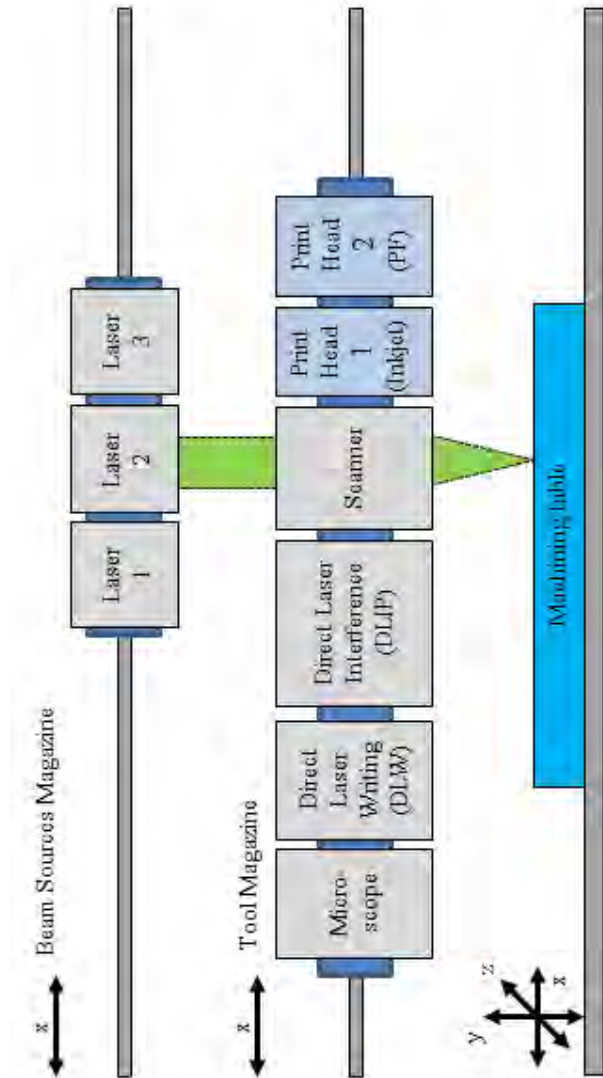 Beam Sources Magazine
x
Laser
1
Laser
2
Laser
3
Tool Magazine
x
Micro-
scope
Direct
Laser
Writing
(DLW)
Direct Laser
Interference
(DLIP)
Scanner
Print
Head
1
(Inkjet)
Print
Head
2
(PF)
y
z
x
Machining table